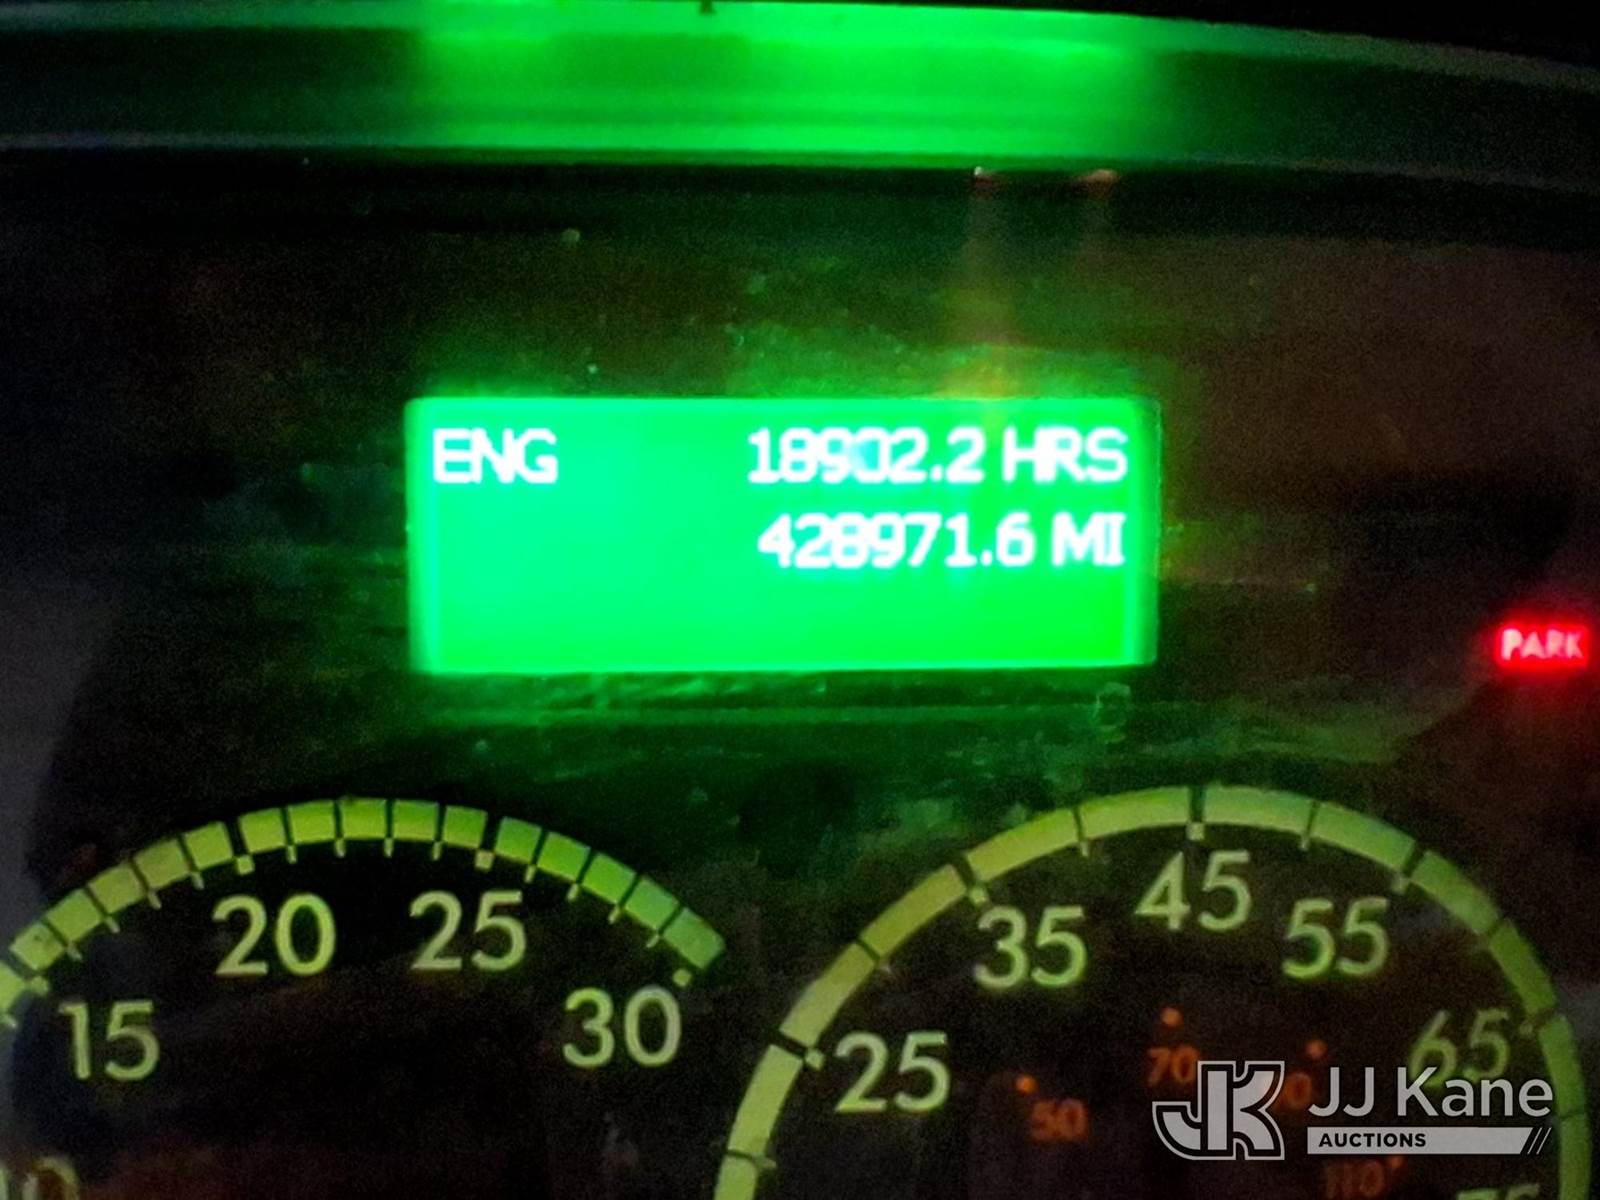 ENG 18902.2 HRS
428971.6 MI
PARK
15 20 25 30
25 35 45 55 65
50 70
110
JJ Kane
AUCTIONS